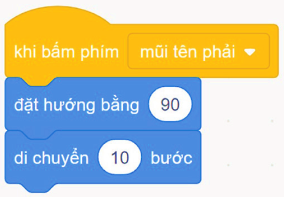 khi bấm phím mũi tên phải
đặt hướng bằng 90
di chuyển 10 bước